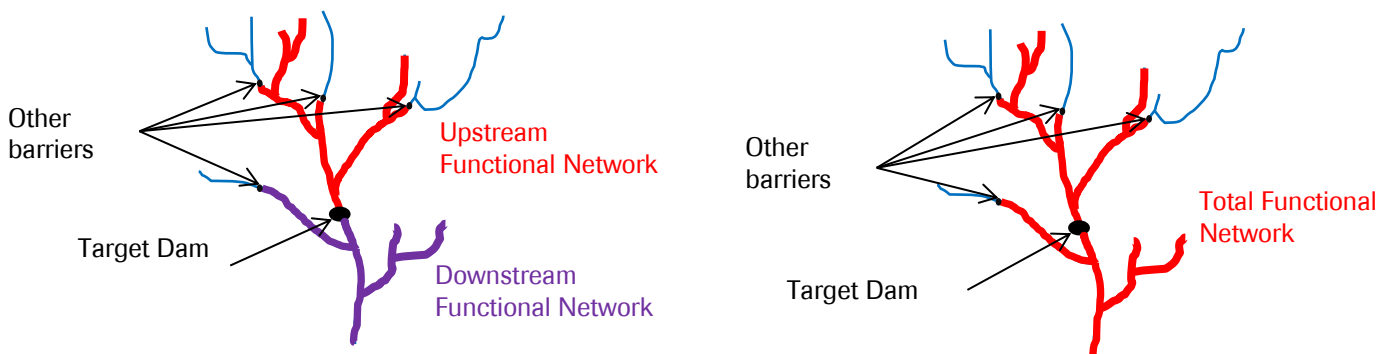 Other
barriers
Upstream
Functional Network
Target Dam
Downstream
Functional Network
Other
barriers
Total Functional
Network
Target Dam